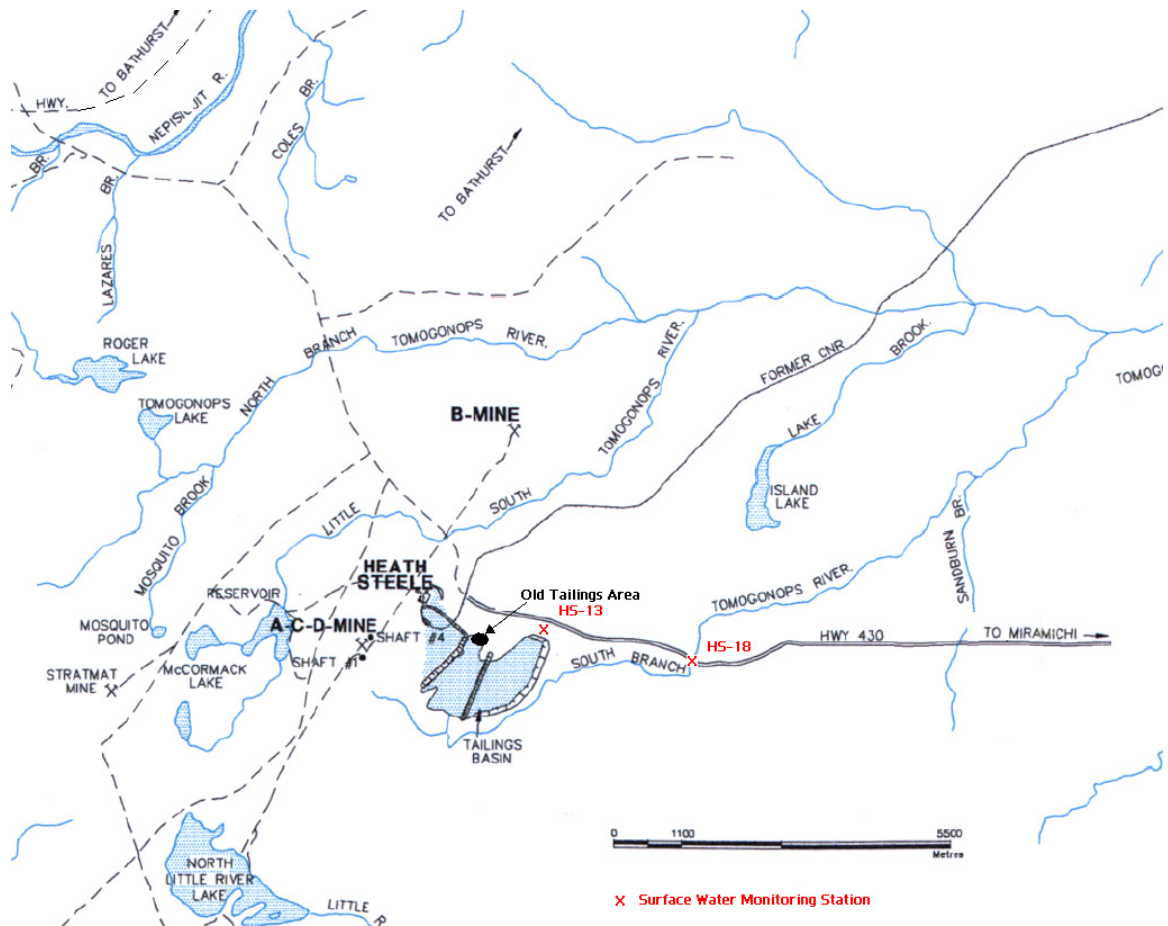 TO BATHURST
HWY.
NEPISIGUIT R.
BR.
LAZARES BR.
COLES BR.
TO BATHURST
ROGER
LAKE
TOMOGONOPS
LAKE
NORTH BRANCH TOMOGONOPS RIVER.
MOSQUITO BROOK
MOSQUITO
POND
B-MINE
LITTLE SOUTH TOMOGONOPS RIVER.
FORMER CNR
ISLAND LAKE BROOK.
ISLAND
LAKE
TOMOGO
SANDBURN BR.
HEATH
STEELE
RESERVOIR
A-C-D-MINE
SHAFT #4
SHAFT #1
McCORMACK
LAKE
STRATMAT
MINE
Old Tailings Area
HS-13
HS-18
SOUTH BRANCH TOMOGONOPS RIVER.
HWY 430
TO MIRAMICHI
TAILINGS
BASIN
NORTH
LITTLE RIVER
LAKE
LITTLE R.
0 1100 5500
Metres
X Surface Water Monitoring Station